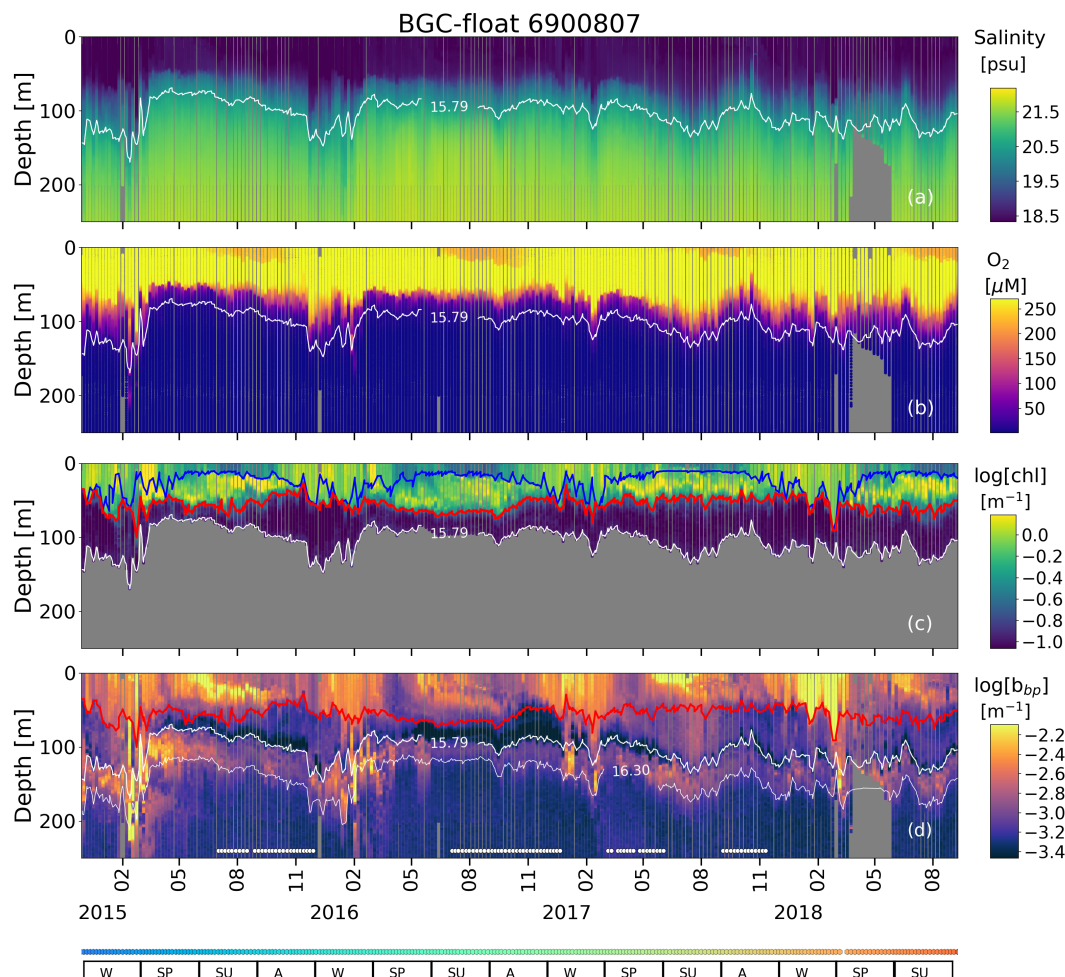 BGC-float 6900807
Salinity
[psu]
0
100
200
Depth [m]
15.79
(a)
21.5
20.5
19.5
18.5
0
100
200
Depth [m]
15.79
(b)
O₂
[μM]
250
200
150
100
50
0
100
200
Depth [m]
15.79
(c)
log[chl]
[m⁻¹]
0.0
−0.2
−0.4
−0.6
−0.8
−1.0
0
100
200
Depth [m]
15.79
16.30
(d)
log[b_bp]
[m⁻¹]
−2.2
−2.4
−2.6
−2.8
−3.0
−3.2
−3.4
02 05 08 11 02 05 08 11 02 05 08 11 02 05 08
2015 2016 2017 2018
W SP SU A W SP SU A W SP SU A W SP SU